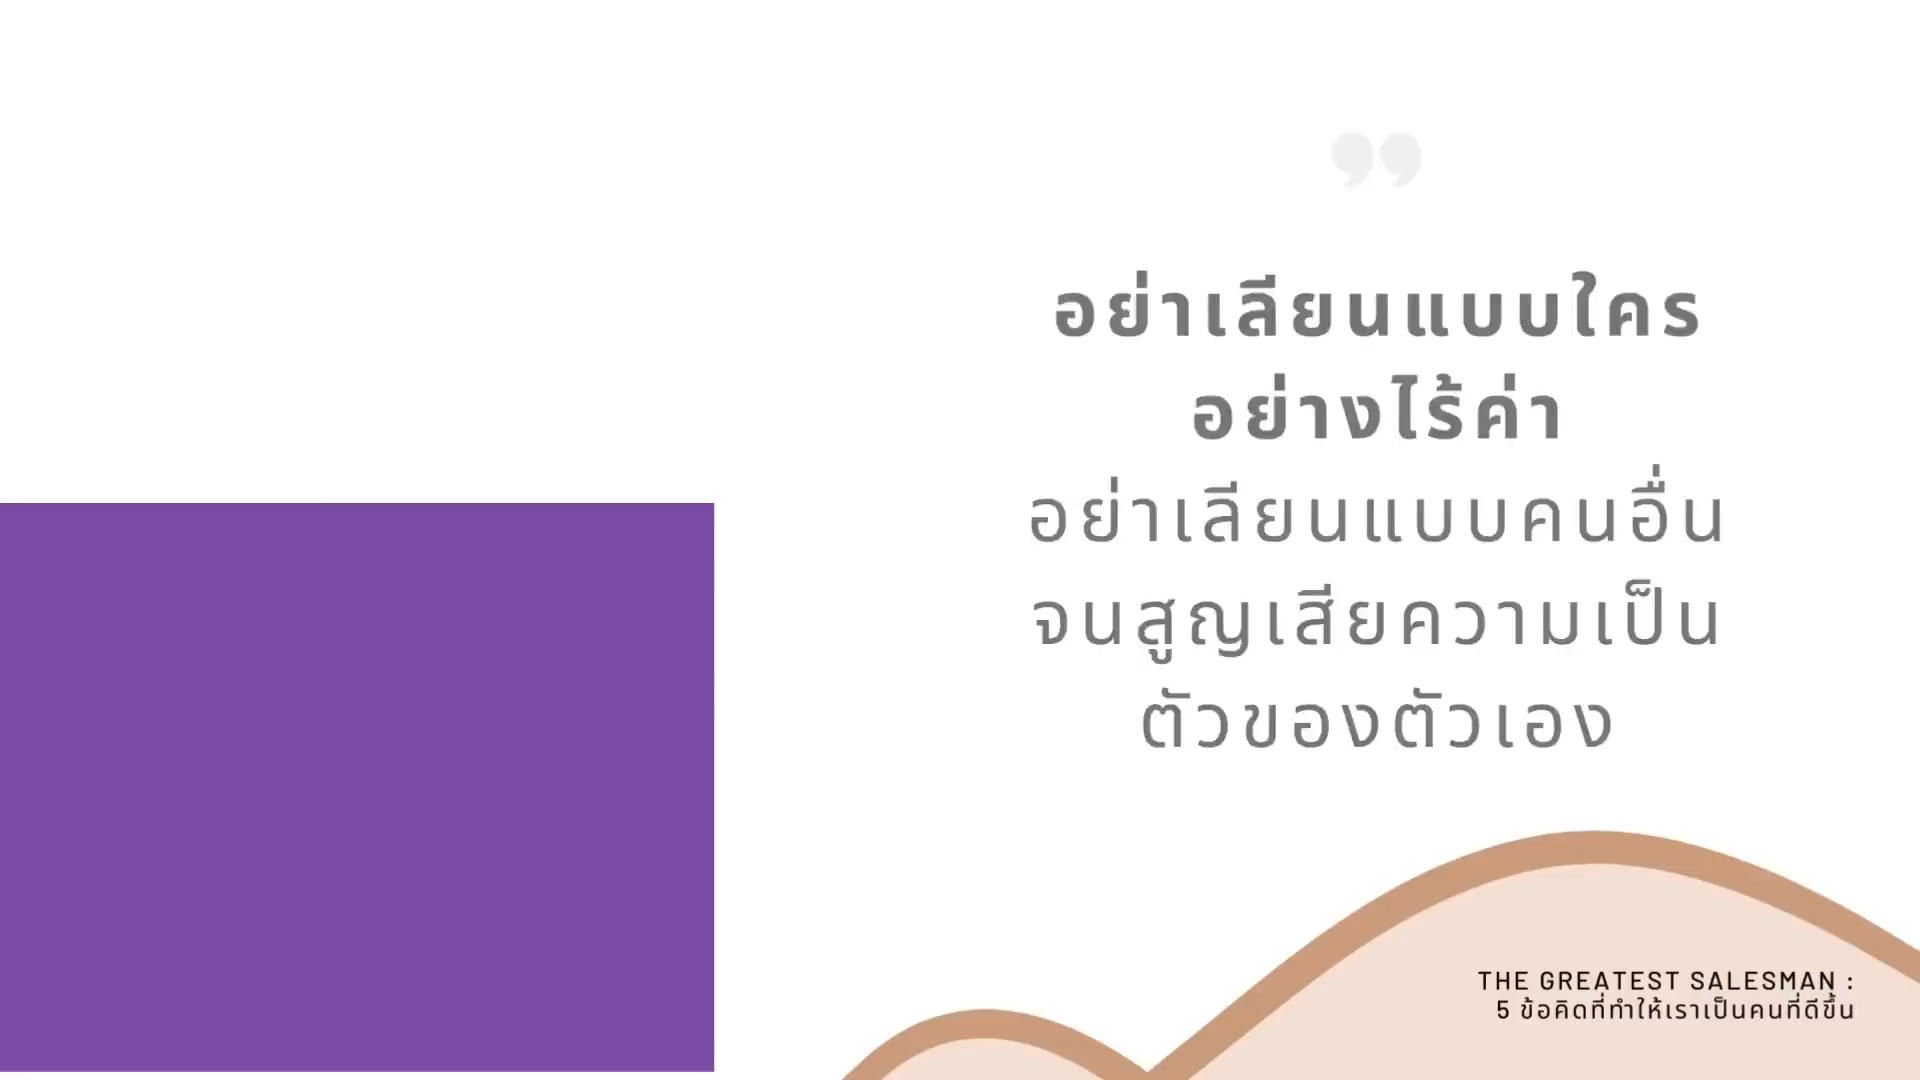 ”
อย่าเลียนแบบใคร
อย่างไร้ค่า
อย่าเลียนแบบคนอื่น
จนสูญเสียความเป็น
ตัวของตัวเอง
THE GREATEST SALESMAN :
5 ข้อคิดที่ทำให้เราเป็นคนที่ดีขึ้น